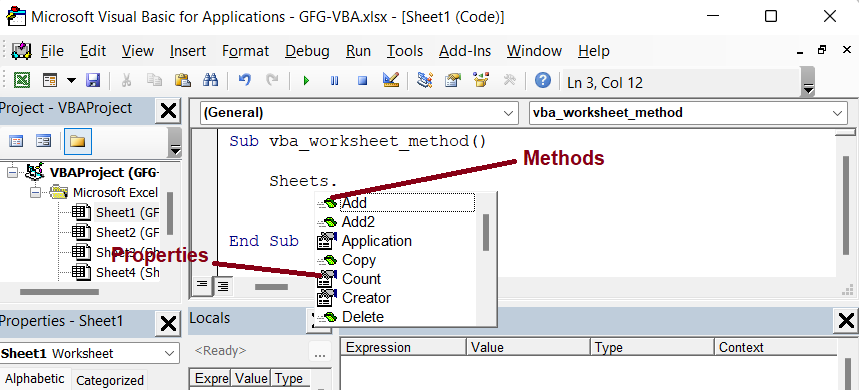 Microsoft Visual Basic for Applications - GFG-VBA.xlsx - [Sheet1 (Code)]
File Edit View Insert Format Debug Run Tools Add-Ins Window Help
Ln 3, Col 12
Project - VBAProject
(General) vba_worksheet_method
Sub vba_worksheet_method()
Methods
VBAProject (GFG-
Microsoft Excel
Sheets.
Sheet1 (GF
Add
Sheet2 (GF
Add2
End Sub
Application
Sheet3 (Sh
Properties
Copy
Sheet4 (Sh
Count
Creator
Delete
Properties - Sheet1
Locals
Sheet1 Worksheet
<Ready>
...
Expression Value Type Context
Alphabetic Categorized
Expre Value Type